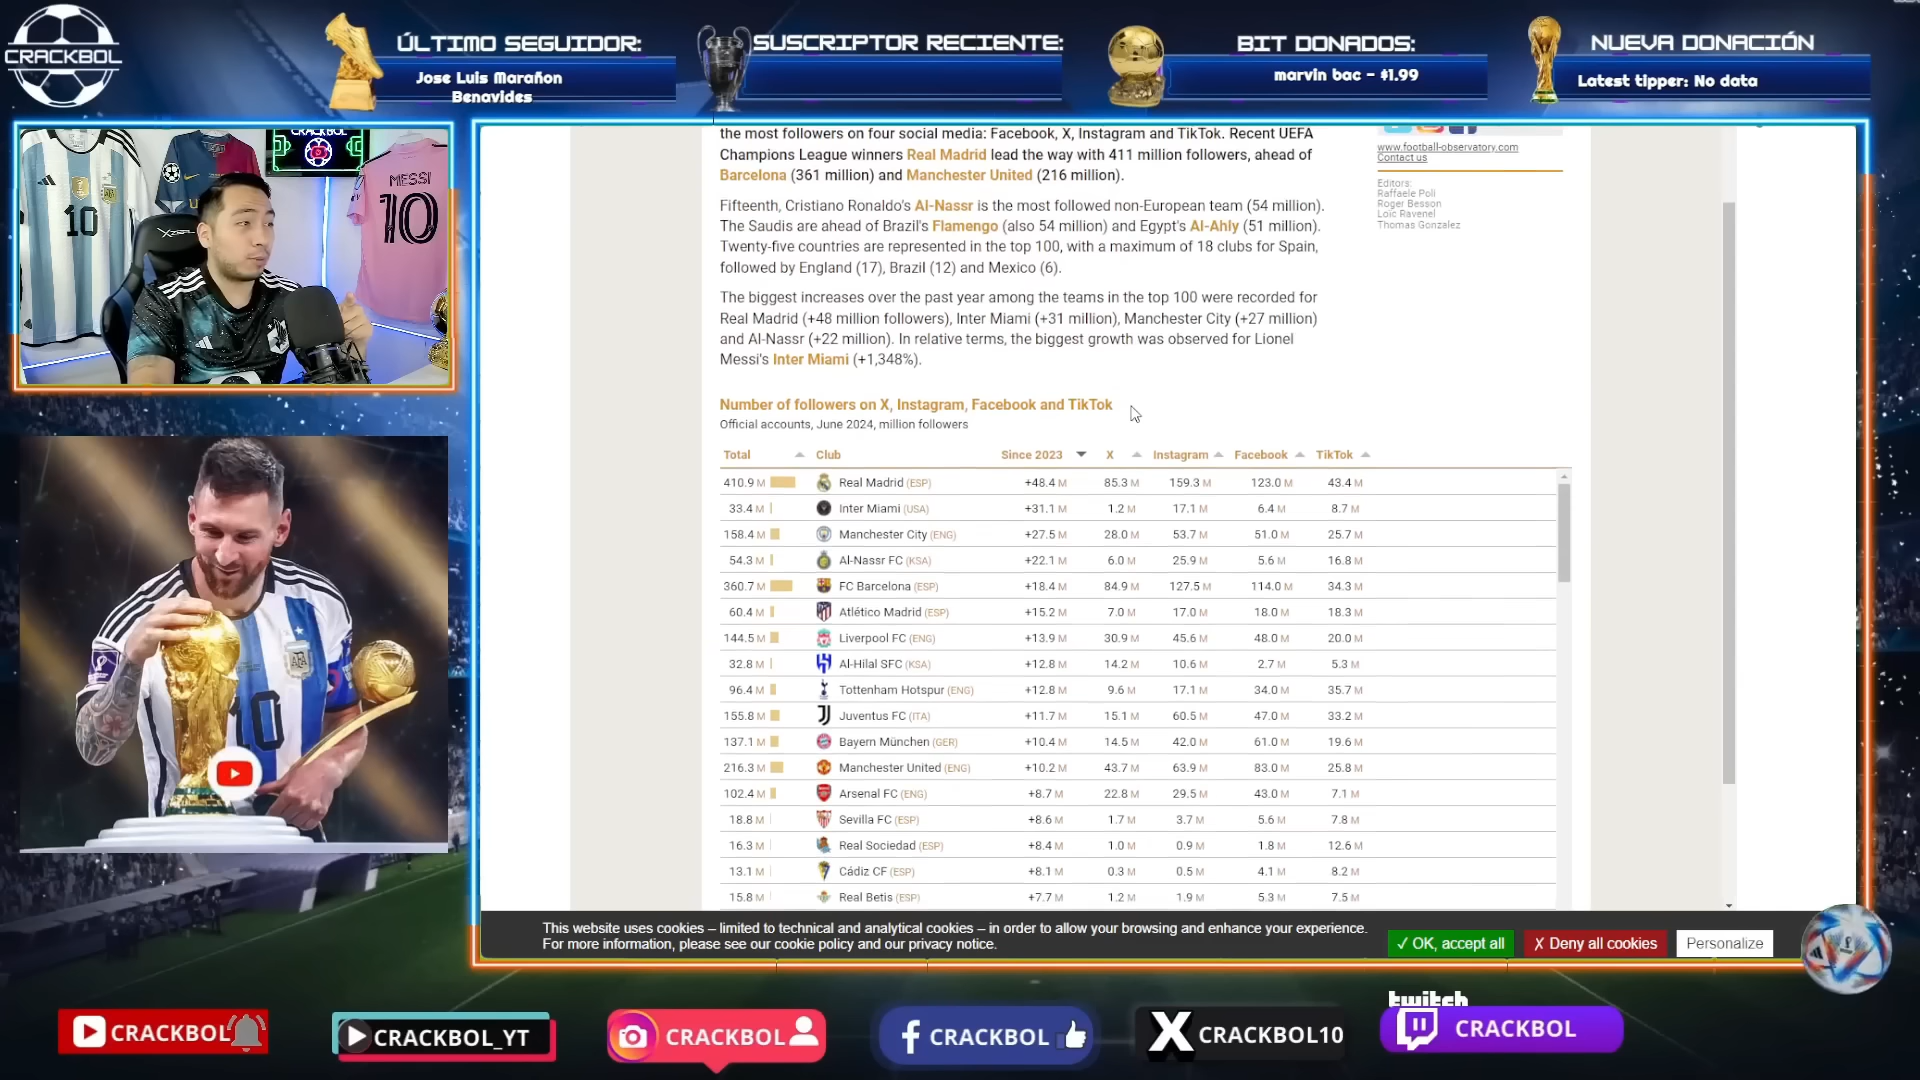 CRACKBOL
ÚLTIMO SEGUIDOR:
Jose Luis Marañon
Benavides
SUSCRIPTOR RECIENTE:
BIT DONADOS:
marvin bac - $1.99
NUEVA DONACIÓN
Latest tipper: No data
CRACKBOL
10
MESSI
10
the most followers on four social media: Facebook, X, Instagram and TikTok. Recent UEFA
Champions League winners Real Madrid lead the way with 411 million followers, ahead of
Barcelona (361 million) and Manchester United (216 million).
Fifteenth, Cristiano Ronaldo's Al-Nassr is the most followed non-European team (54 million).
The Saudis are ahead of Brazil's Flamengo (also 54 million) and Egypt's Al-Ahly (51 million).
Twenty-five countries are represented in the top 100, with a maximum of 18 clubs for Spain,
followed by England (17), Brazil (12) and Mexico (6).
The biggest increases over the past year among the teams in the top 100 were recorded for
Real Madrid (+48 million followers), Inter Miami (+31 million), Manchester City (+27 million)
and Al-Nassr (+22 million). In relative terms, the biggest growth was observed for Lionel
Messi's Inter Miami (+1,348%).
www.football-observatory.com
Contact us
Editors:
Raffaele Poli
Roger Besson
Loïc Ravenel
Thomas Gonzalez
Number of followers on X, Instagram, Facebook and TikTok
Official accounts, June 2024, million followers
Total Club Since 2023 X Instagram Facebook TikTok
410.9 M Real Madrid (ESP) +48.4 M 85.3 M 159.3 M 123.0 M 43.4 M
33.4 M Inter Miami (USA) +31.1 M 1.2 M 17.1 M 6.4 M 8.7 M
158.4 M Manchester City (ENG) +27.5 M 28.0 M 53.7 M 51.0 M 25.7 M
54.3 M Al-Nassr FC (KSA) +22.1 M 6.0 M 25.9 M 5.6 M 16.8 M
360.7 M FC Barcelona (ESP) +18.4 M 84.9 M 127.5 M 114.0 M 34.3 M
60.4 M Atlético Madrid (ESP) +15.2 M 7.0 M 17.0 M 18.0 M 18.3 M
144.5 M Liverpool FC (ENG) +13.9 M 30.9 M 45.6 M 48.0 M 20.0 M
32.8 M Al-Hilal SFC (KSA) +12.8 M 14.2 M 10.6 M 2.7 M 5.3 M
96.4 M Tottenham Hotspur (ENG) +12.8 M 9.6 M 17.1 M 34.0 M 35.7 M
155.8 M Juventus FC (ITA) +11.7 M 15.1 M 60.5 M 47.0 M 33.2 M
137.1 M Bayern München (GER) +10.4 M 14.5 M 42.0 M 61.0 M 19.6 M
216.3 M Manchester United (ENG) +10.2 M 43.7 M 63.9 M 83.0 M 25.8 M
102.4 M Arsenal FC (ENG) +8.7 M 22.8 M 29.5 M 43.0 M 7.1 M
18.8 M Sevilla FC (ESP) +8.6 M 1.7 M 3.7 M 5.6 M 7.8 M
16.3 M Real Sociedad (ESP) +8.4 M 1.0 M 0.9 M 1.8 M 12.6 M
13.1 M Cádiz CF (ESP) +8.1 M 0.3 M 0.5 M 4.1 M 8.2 M
15.8 M Real Betis (ESP) +7.7 M 1.2 M 1.9 M 5.3 M 7.5 M
10
AFA
This website uses cookies – limited to technical and analytical cookies – in order to allow your browsing and enhance your experience.
For more information, please see our cookie policy and our privacy notice.
✓ OK, accept all
✗ Deny all cookies
Personalize
CRACKBOL
CRACKBOL_YT
CRACKBOL
CRACKBOL
CRACKBOL10
twitch
CRACKBOL